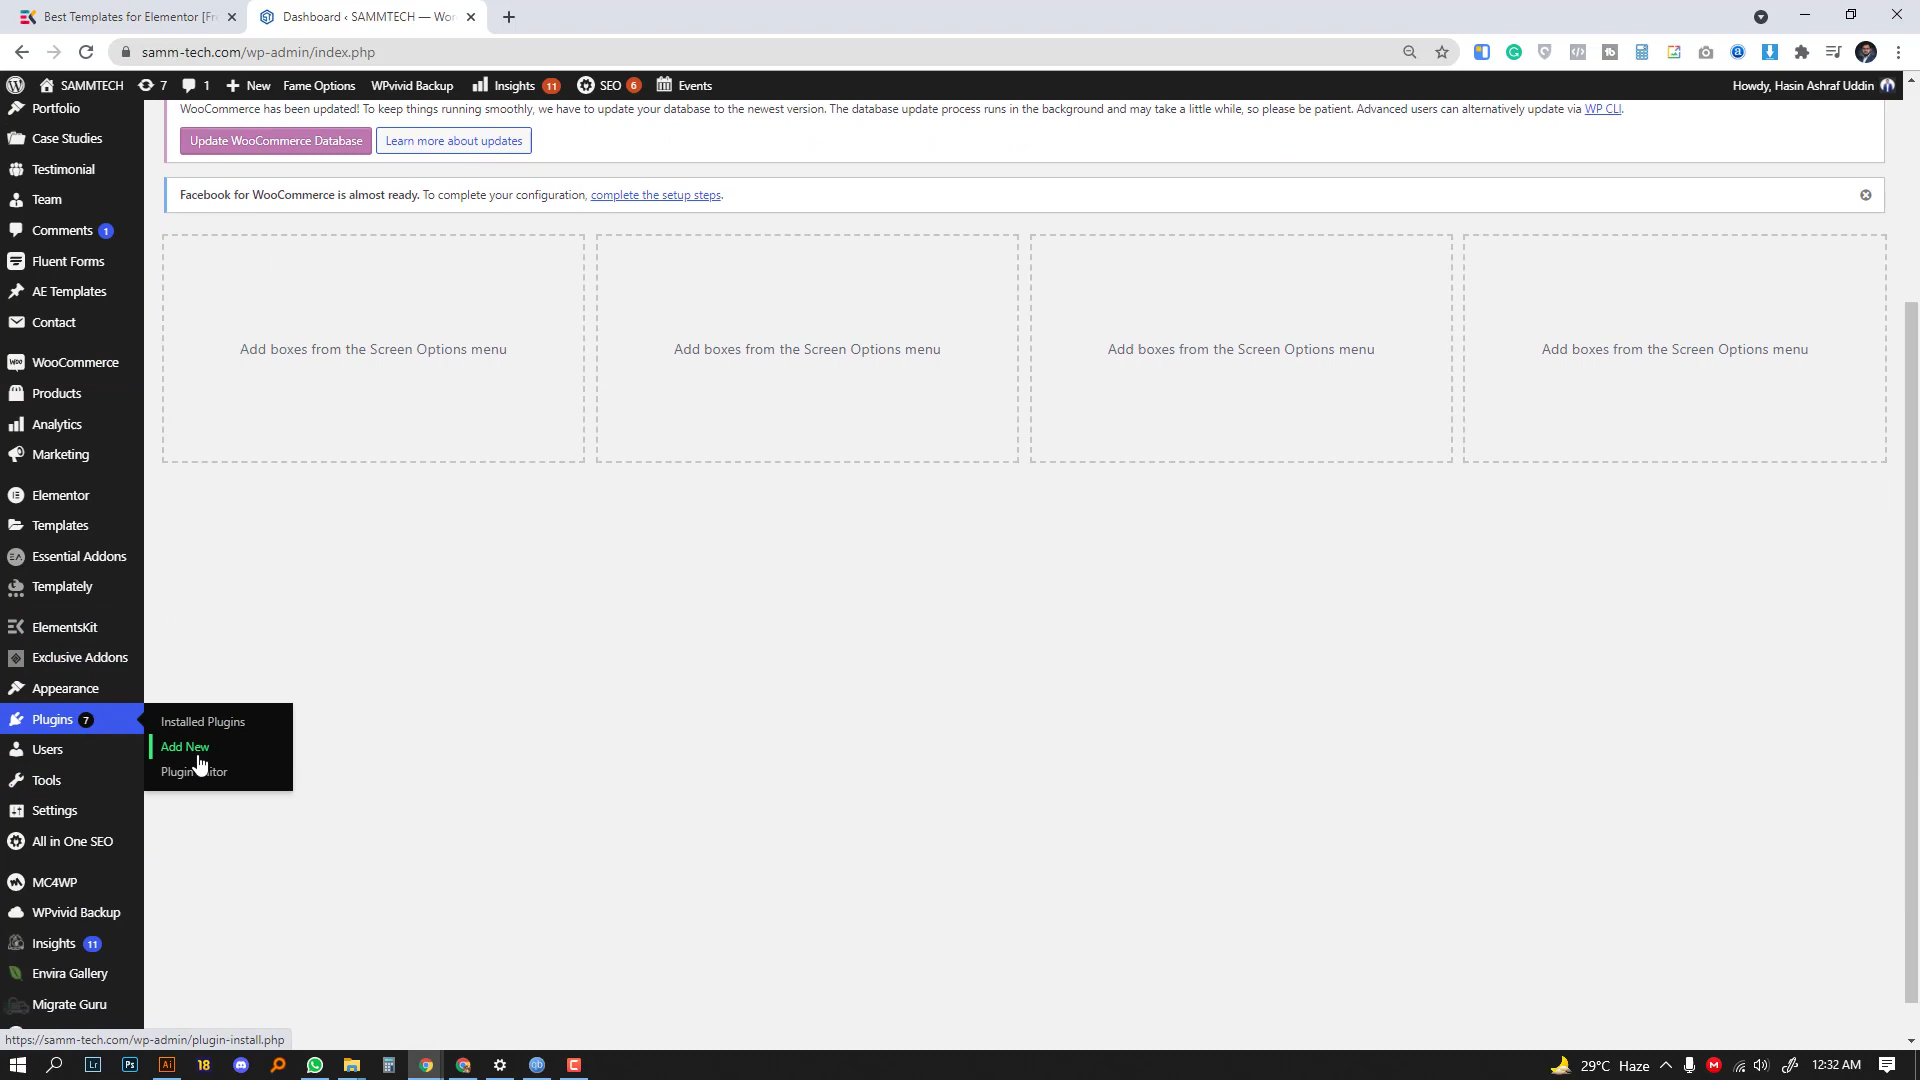 Best Templates for Elementor [Fr
Dashboard ‹ SAMMTECH — Wor
samm-tech.com/wp-admin/index.php
SAMMTECH 7 1 New Fame Options WPvivid Backup Insights 11 SEO 6 Events Howdy, Hasin Ashraf Uddin
WooCommerce has been updated! To keep things running smoothly, we have to update your database to the newest version. The database update process runs in the background and may take a little while, so please be patient. Advanced users can alternatively update via WP CLI.
Update WooCommerce Database Learn more about updates
Facebook for WooCommerce is almost ready. To complete your configuration, complete the setup steps.
Add boxes from the Screen Options menu Add boxes from the Screen Options menu Add boxes from the Screen Options menu Add boxes from the Screen Options menu
Portfolio
Case Studies
Testimonial
Team
Comments 1
Fluent Forms
AE Templates
Contact
WooCommerce
Products
Analytics
Marketing
Elementor
Templates
Essential Addons
Templately
ElementsKit
Exclusive Addons
Appearance
Plugins 7
Installed Plugins
Add New
Plugin
Users
Tools
Settings
All in One SEO
MC4WP
WPvivid Backup
Insights 11
Envira Gallery
Migrate Guru
https://samm-tech.com/wp-admin/plugin-install.php
Lr Ps Ai 18 29°C Haze 12:32 AM